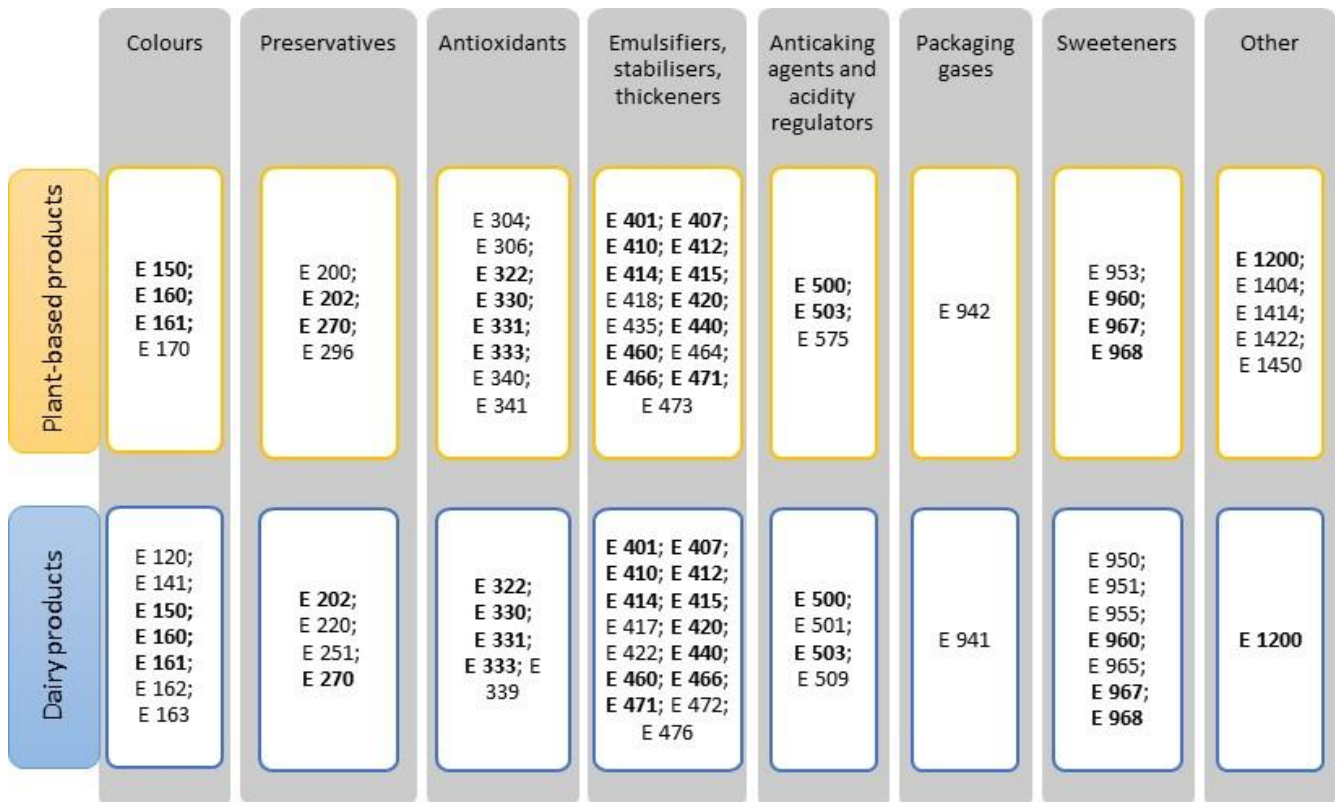 Colours
Preservatives
Antioxidants
Emulsifiers,
stabilisers,
thickeners
Anticaking
agents and
acidity
regulators
Packaging
gases
Sweeteners
Other
Plant-based products
E 150;
E 160;
E 161;
E 170
E 200;
E 202;
E 270;
E 296
E 304;
E 306;
E 322;
E 330;
E 331;
E 333;
E 340;
E 341
E 401; E 407;
E 410; E 412;
E 414; E 415;
E 418; E 420;
E 435; E 440;
E 460; E 464;
E 466; E 471;
E 473
E 500;
E 503;
E 575
E 942
E 953;
E 960;
E 967;
E 968
E 1200;
E 1404;
E 1414;
E 1422;
E 1450
Dairy products
E 120;
E 141;
E 150;
E 160;
E 161;
E 162;
E 163
E 202;
E 220;
E 251;
E 270
E 322;
E 330;
E 331;
E 333; E
339
E 401; E 407;
E 410; E 412;
E 414; E 415;
E 417; E 420;
E 422; E 440;
E 460; E 466;
E 471; E 472;
E 476
E 500;
E 501;
E 503;
E 509
E 941
E 950;
E 951;
E 955;
E 960;
E 965;
E 967;
E 968
E 1200